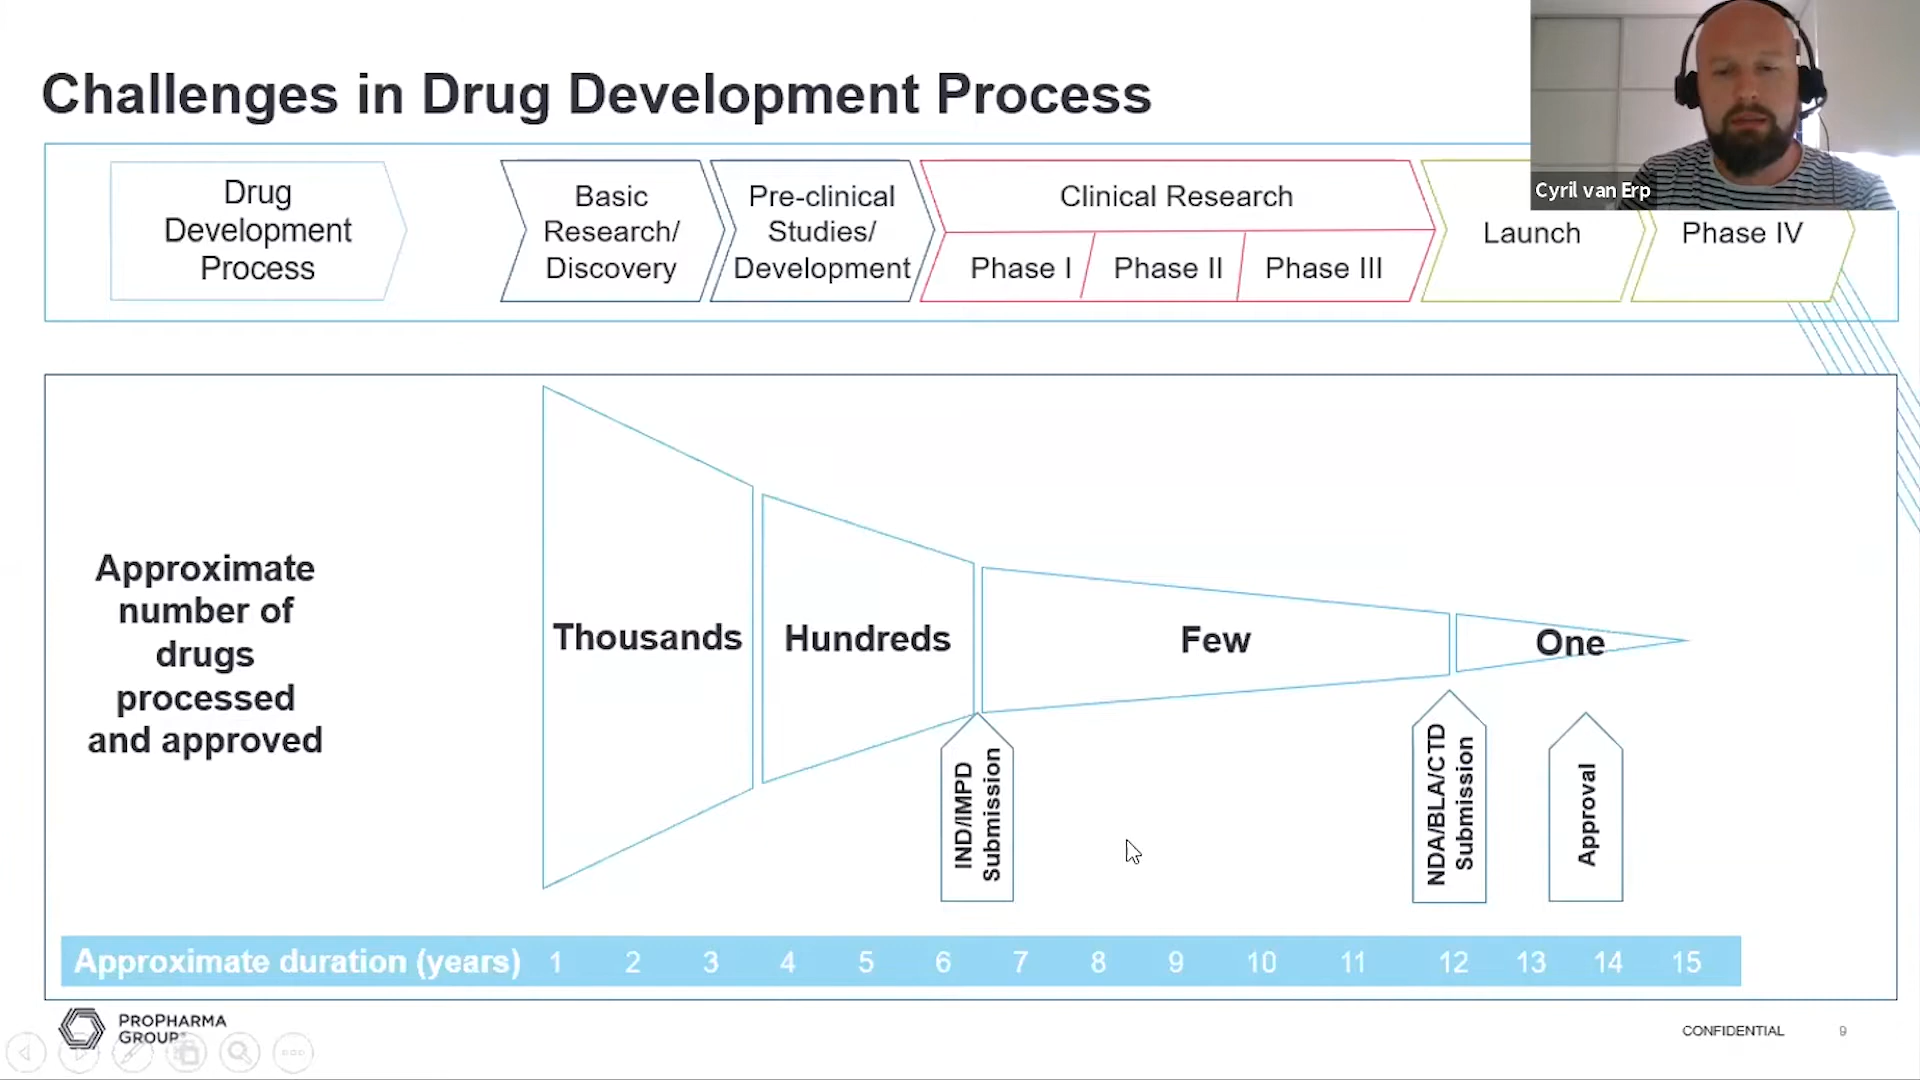 Challenges in Drug Development Process
Cyril van Erp
Drug
Development
Process
Basic
Research/
Discovery
Pre-clinical
Studies/
Development
Clinical Research
Phase I
Phase II
Phase III
Launch
Phase IV
Approximate
number of
drugs
processed
and approved
Thousands
Hundreds
Few
One
IND/IMPD
Submission
NDA/BLA/CTD
Submission
Approval
Approximate duration (years) 1 2 3 4 5 6 7 8 9 10 11 12 13 14 15
PROPHARMA
GROUP
CONFIDENTIAL
9